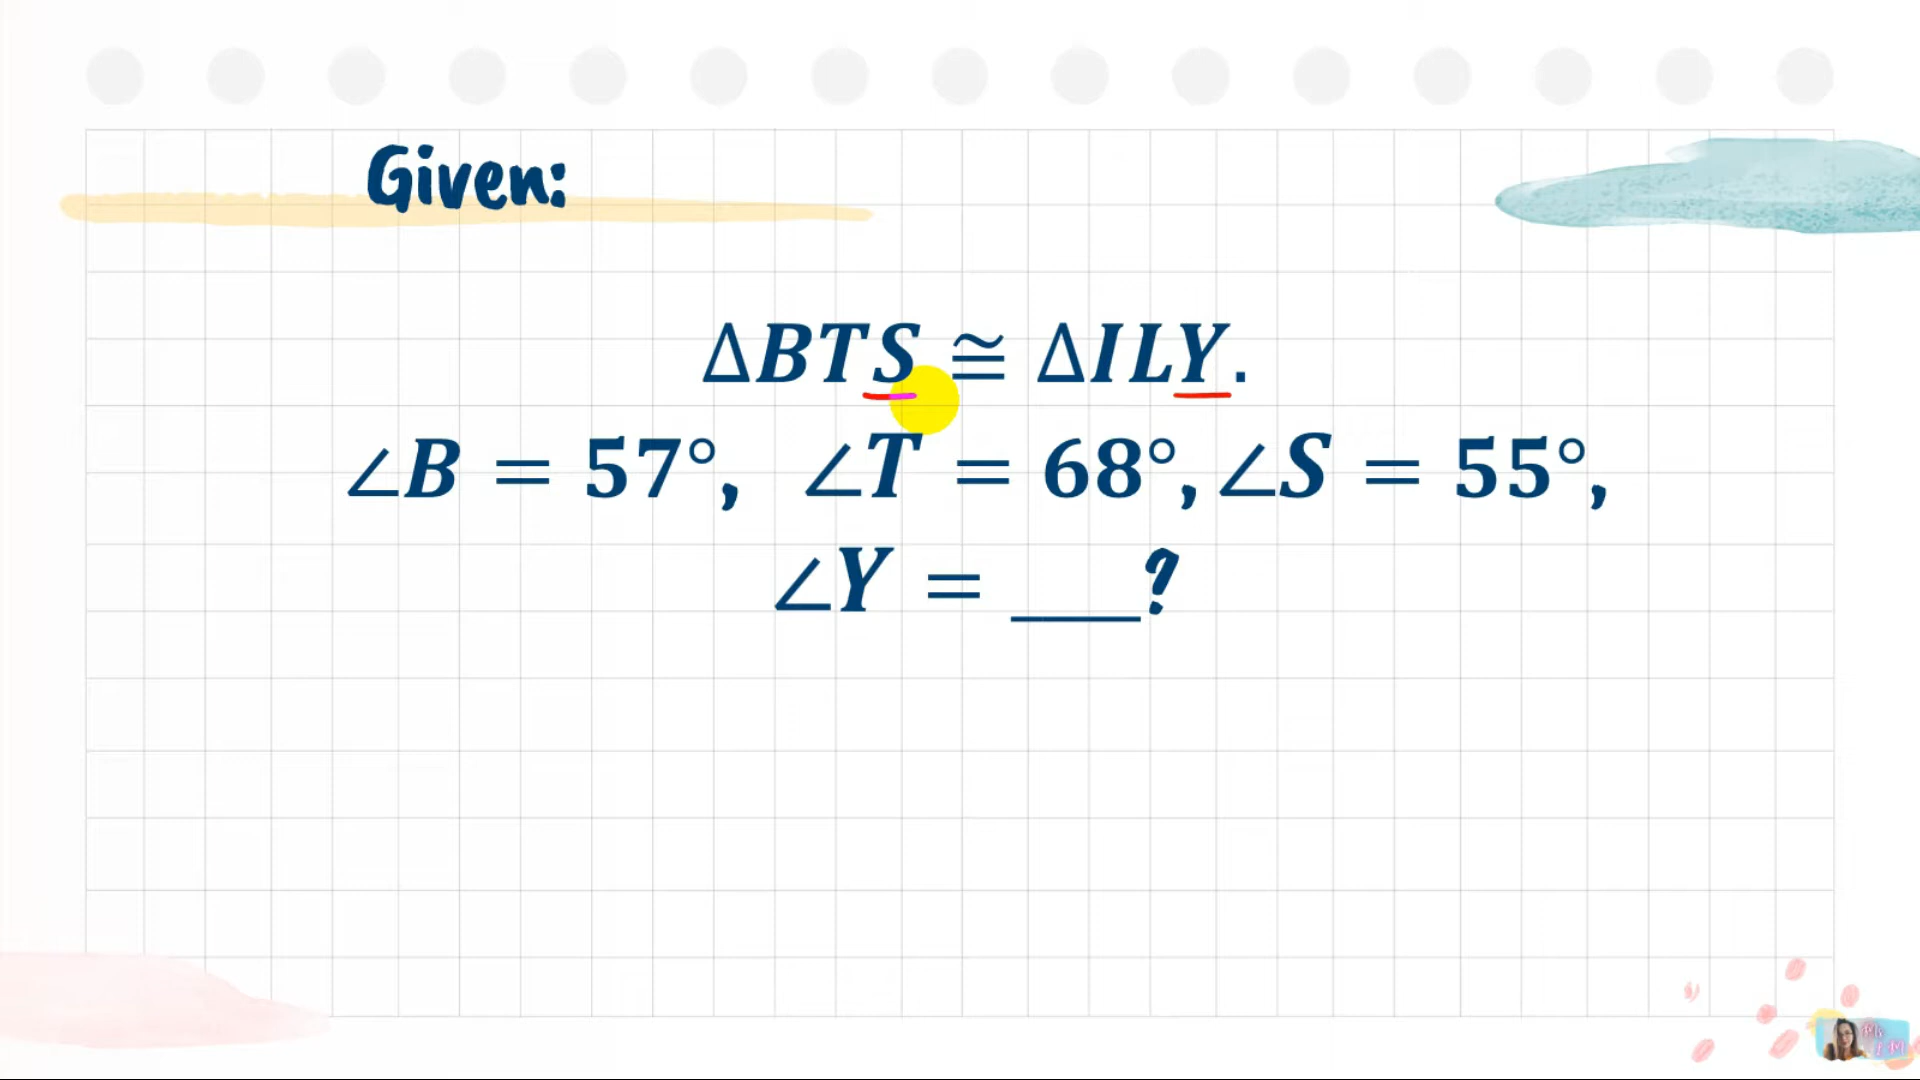 Given:
ΔBTS ≅ ΔILY.
∠B = 57°, ∠T = 68°, ∠S = 55°,
∠Y = ___?